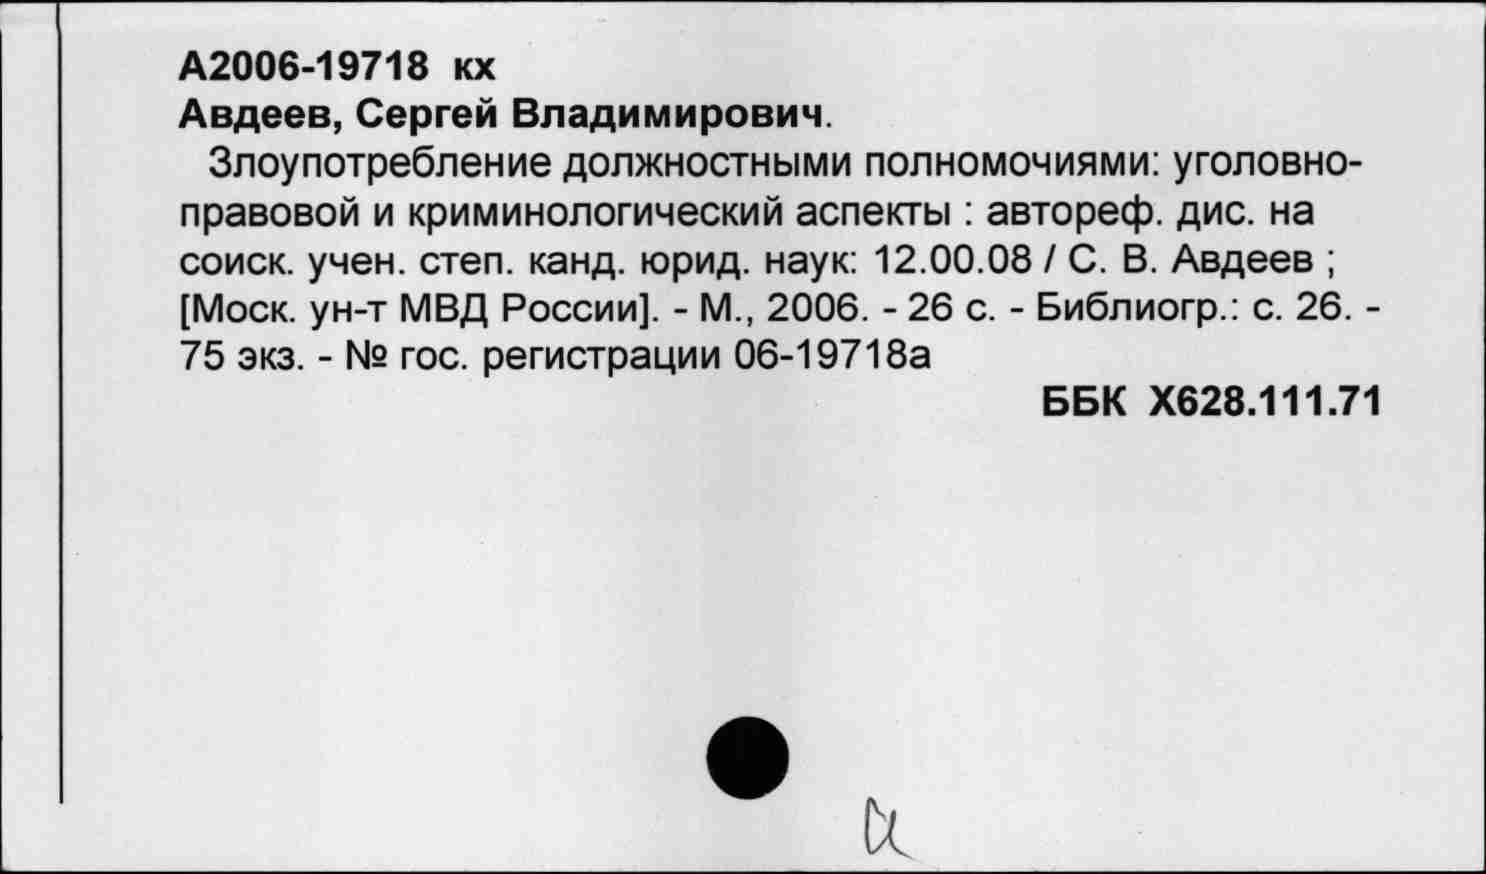 А2006-19718 кх
Авдеев, Сергей Владимирович.
Злоупотребление должностными полномочиями: уголовно-
правовой и криминологический аспекты : автореф. дис. на
соиск. учен. степ. канд. юрид. наук: 12.00.08 / С. В. Авдеев ;
[Моск. ун-т МВД России]. - М., 2006. - 26 с. - Библиогр.: с. 26. -
75 экз. - № гос. регистрации 06-19718а
ББК Х628.111.71